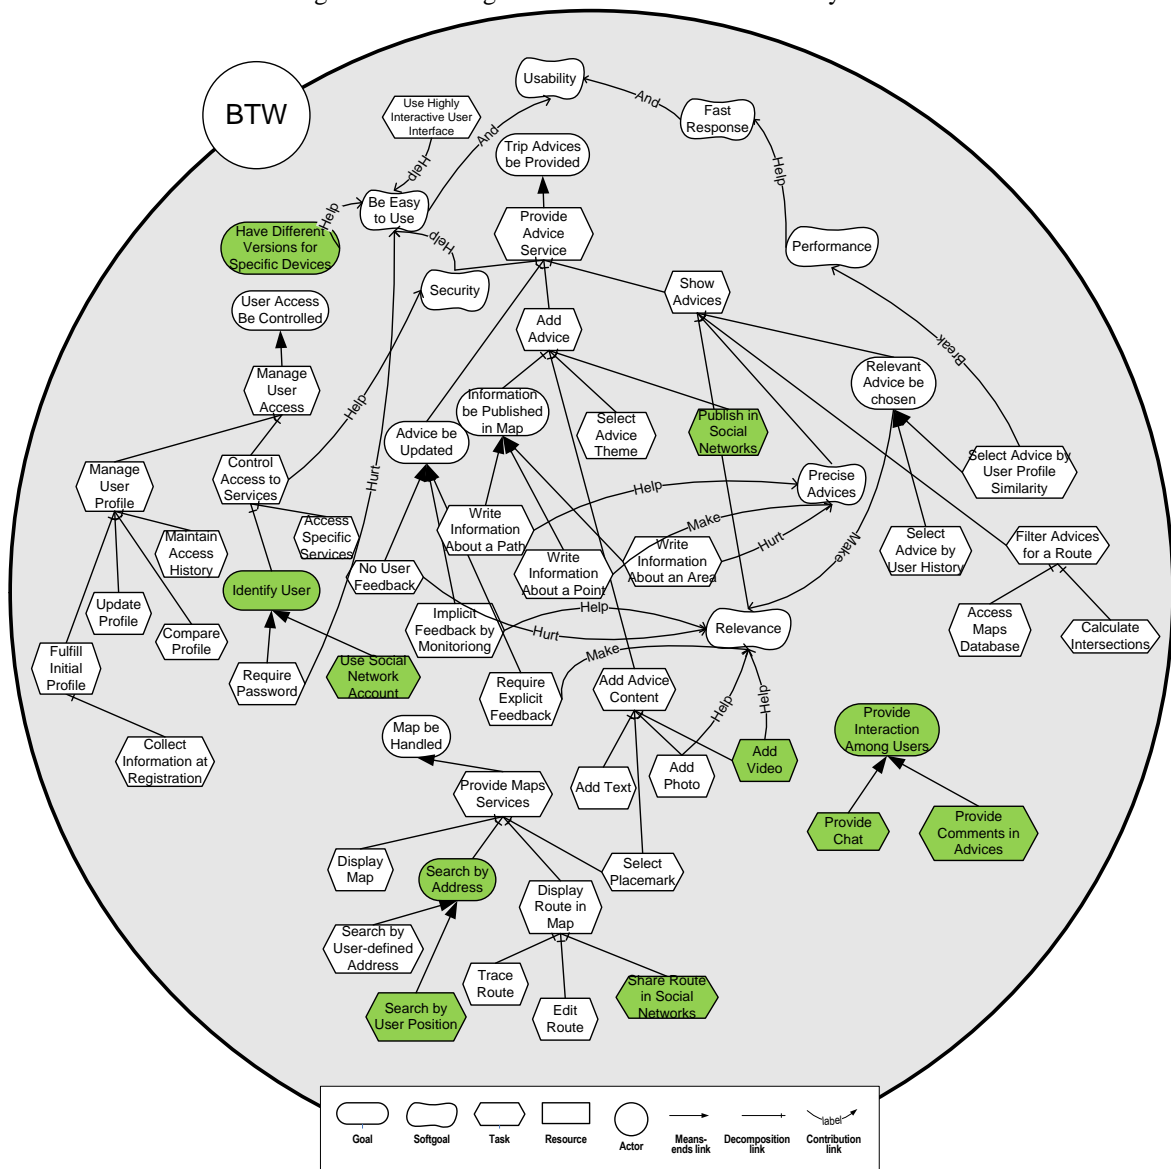 BTW
Usability
And
Fast
Response
Use Highly
Interactive User
Interface
And
Help
Trip Advices
be Provided
Help
Help
Be Easy
to Use
Provide
Advice
Service
Have Different
Versions for
Specific Devices
Help
Performance
Security
Show
Advices
User Access
Be Controlled
Add
Advice
Break
Manage
User
Access
Relevant
Advice be
chosen
Help
Information
be Published
in Map
Select
Advice
Theme
Publish in
Social
Networks
Advice be
Updated
Manage
User
Profile
Control
Access to
Services
Hurt
Precise
Advices
Select Advice by
User Profile
Similarity
Help
Write
Information
About a Path
Make
Access
Specific
Services
Maintain
Access
History
Hurt
Make
Select
Advice by
User History
Filter Advices
for a Route
No User
Feedback
Write
Information
About a Point
Write
Information
About an Area
Identify User
Update
Profile
Compare
Profile
Implicit
Feedback by
Monitoriong
Help
Hurt
Relevance
Access
Maps
Database
Calculate
Intersections
Fulfill
Initial
Profile
Require
Password
Use Social
Network
Account
Make
Require
Explicit
Feedback
Add Advice
Content
Help
Help
Map be
Handled
Provide
Interaction
Among Users
Collect
Information at
Registration
Add
Video
Add
Photo
Add Text
Provide Maps
Services
Provide
Chat
Provide
Comments in
Advices
Display
Map
Search by
Address
Select
Placemark
Display
Route in
Map
Search by
User-defined
Address
Trace
Route
Share Route
in Social
Networks
Search by
User Position
Edit
Route
label
Goal
Softgoal
Task
Resource
Actor
Means-
ends link
Decomposition
link
Contribution
link